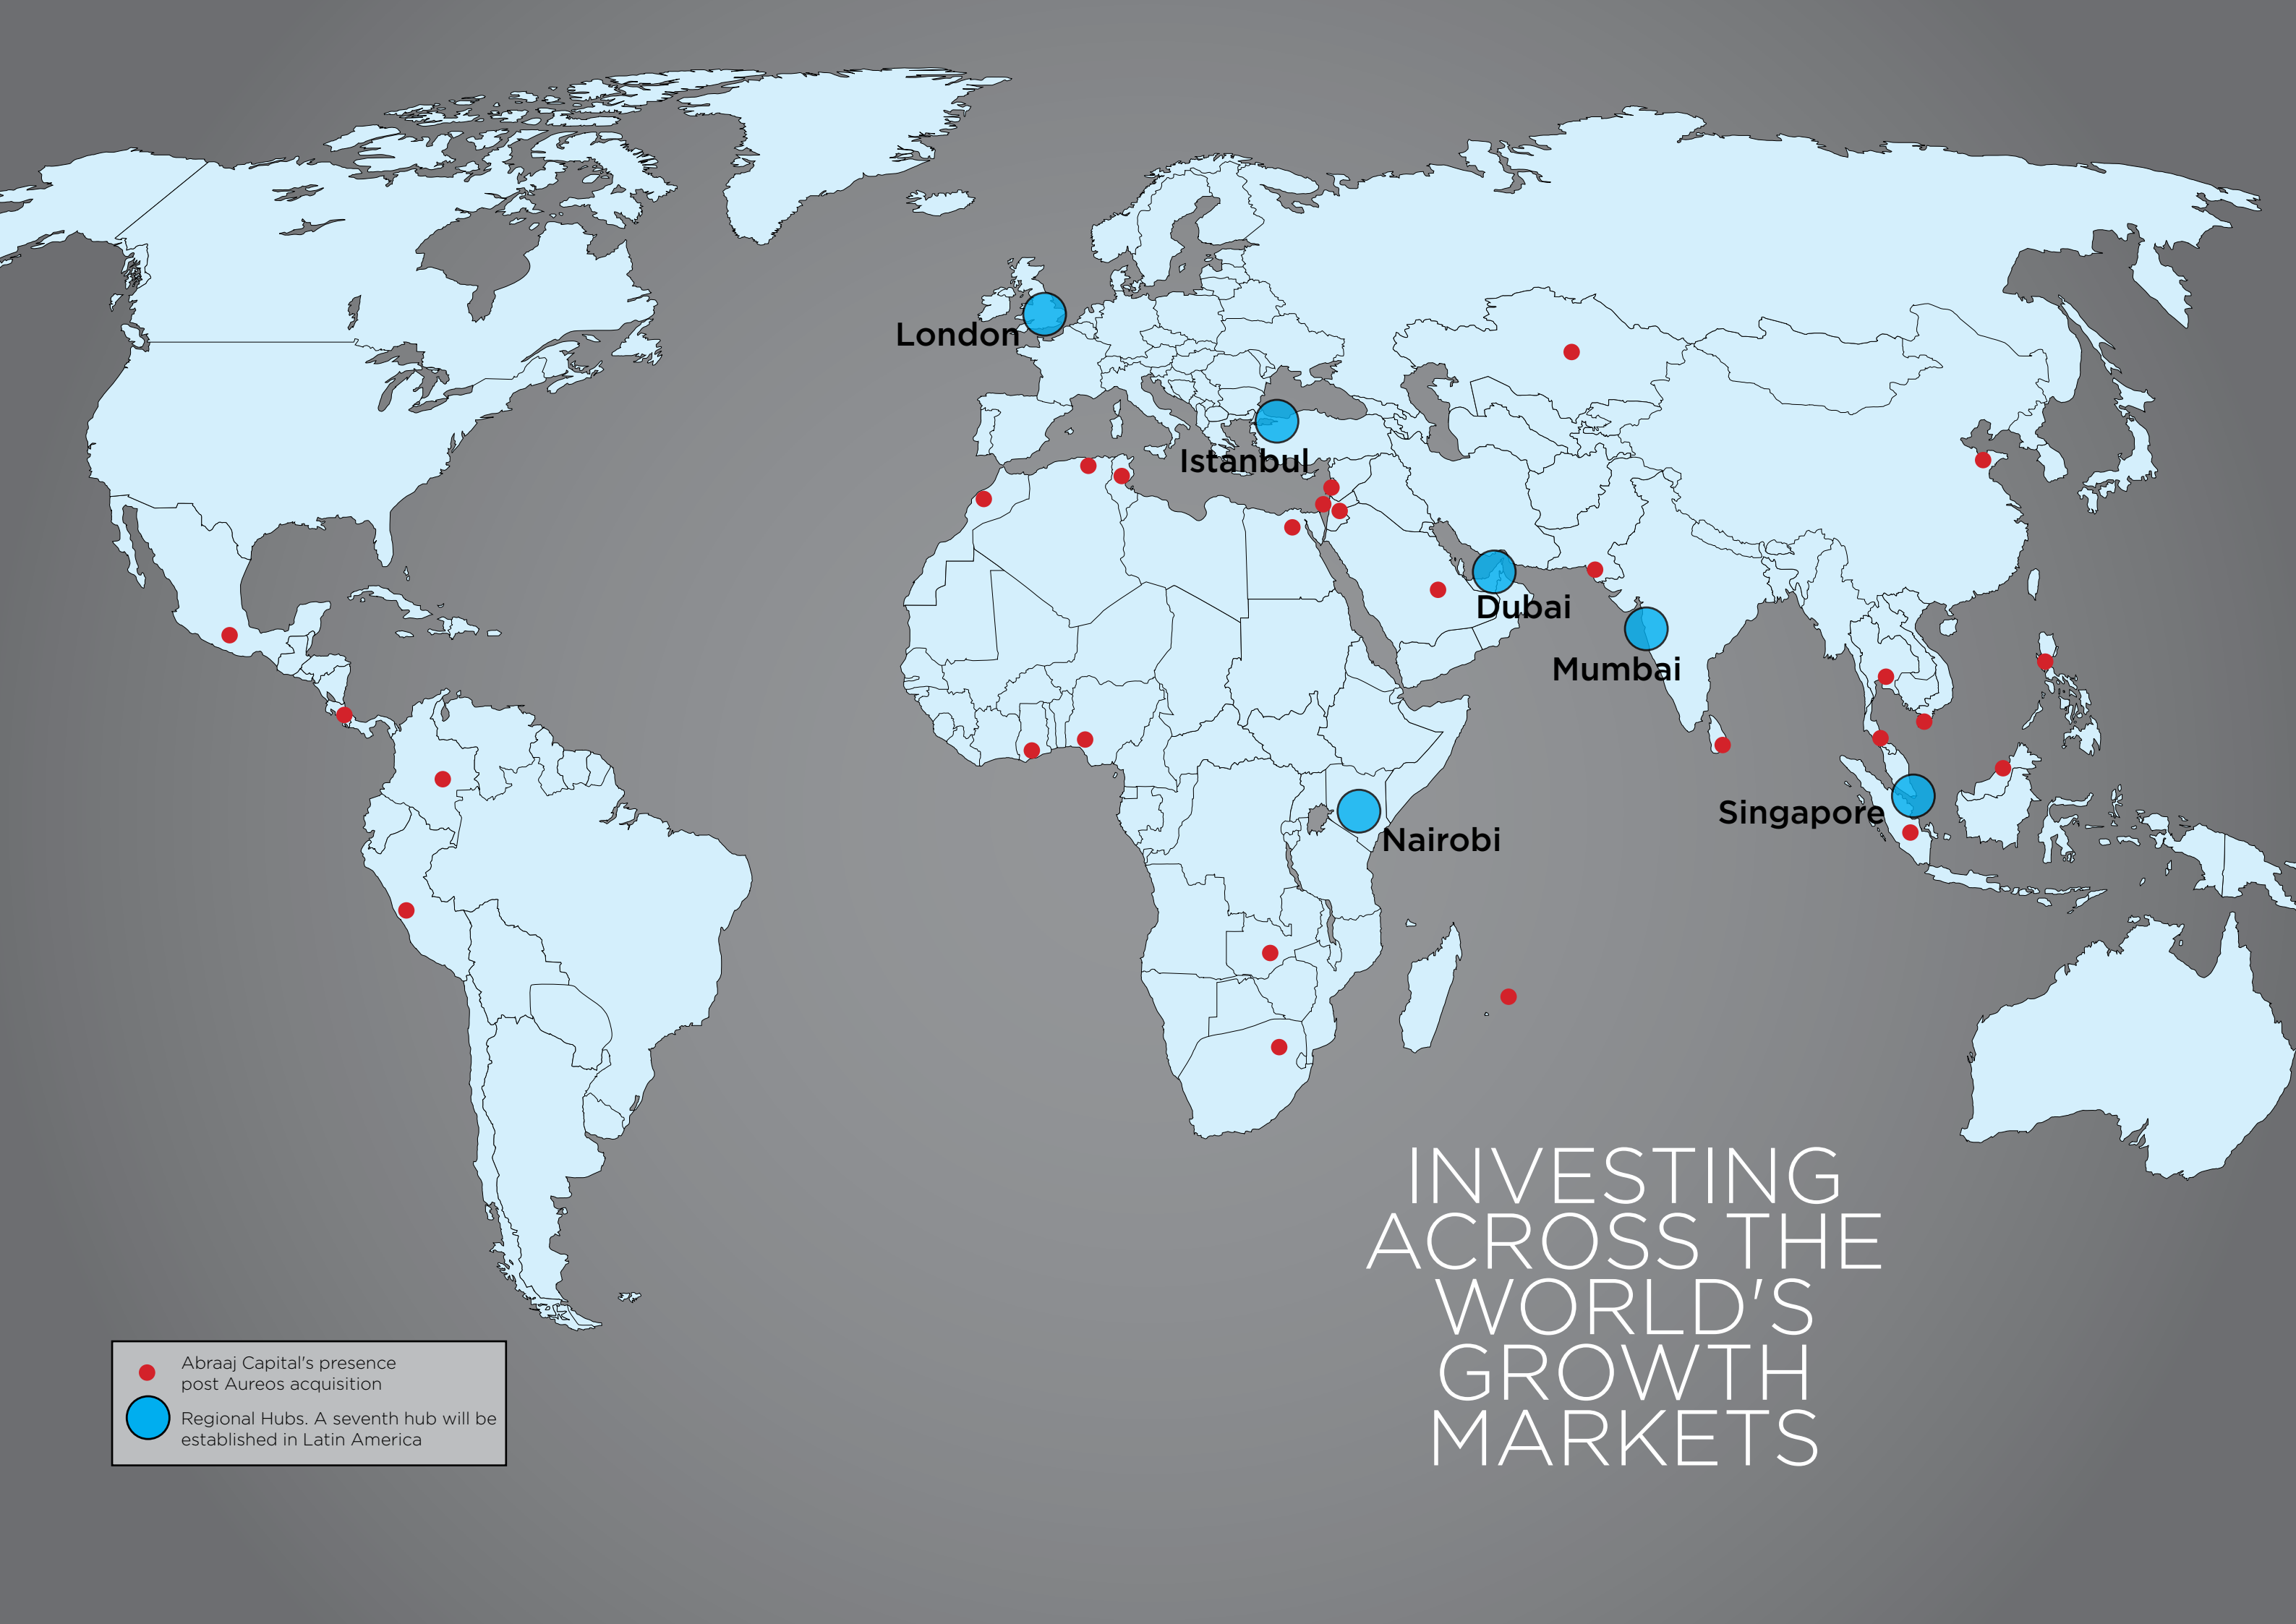 London
Istanbul
Dubai
Mumbai
Singapore
Nairobi
INVESTING
ACROSS THE
WORLD'S
GROWTH
MARKETS
Abraaj Capital's presence
post Aureos acquisition
Regional Hubs. A seventh hub will be
established in Latin America